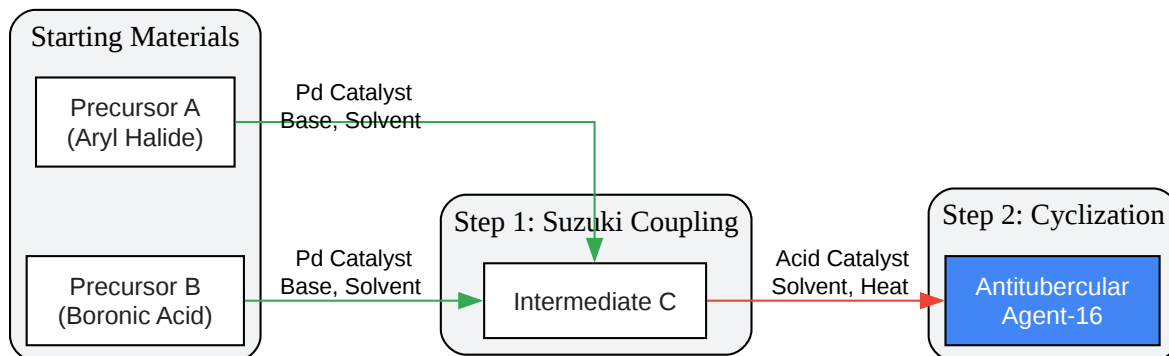 Starting Materials
Precursor A
(Aryl Halide)
Pd Catalyst
Base, Solvent
Precursor B
(Boronic Acid)
Pd Catalyst
Base, Solvent
Step 1: Suzuki Coupling
Intermediate C
Acid Catalyst
Solvent, Heat
Step 2: Cyclization
Antitubercular
Agent-16